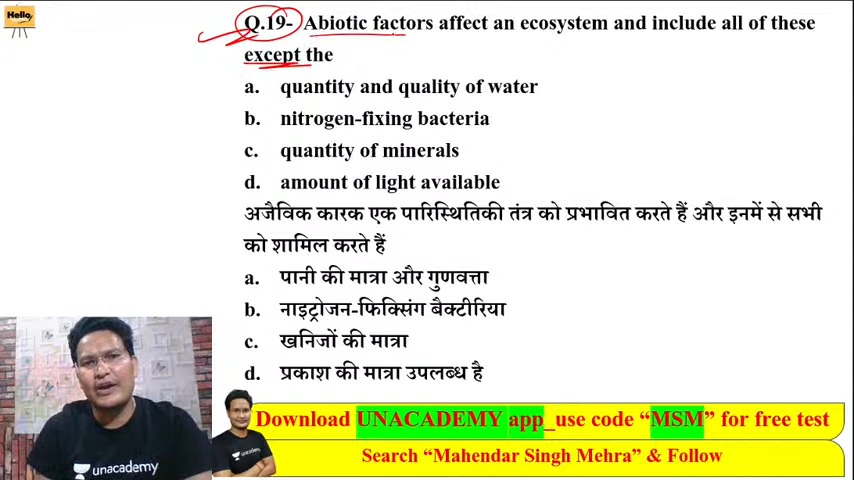 Hello
Q.19- Abiotic factors affect an ecosystem and include all of these
except the
a. quantity and quality of water
b. nitrogen-fixing bacteria
c. quantity of minerals
d. amount of light available
अजैविक कारक एक पारिस्थितिकी तंत्र को प्रभावित करते हैं और इनमें से सभी
को शामिल करते हैं
a. पानी की मात्रा और गुणवत्ता
b. नाइट्रोजन-फिक्सिंग बैक्टीरिया
c. खनिजों की मात्रा
d. प्रकाश की मात्रा उपलब्ध है
unacademy
unacademy
Download UNACADEMY app_use code “MSM” for free test
Search “Mahendar Singh Mehra” & Follow